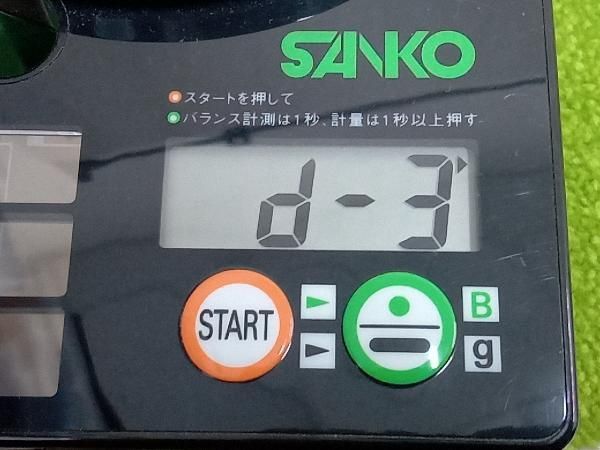 SANKO
スタートを押して
バランス計測は1秒、計量は1秒以上押す
d-3
START
B
g